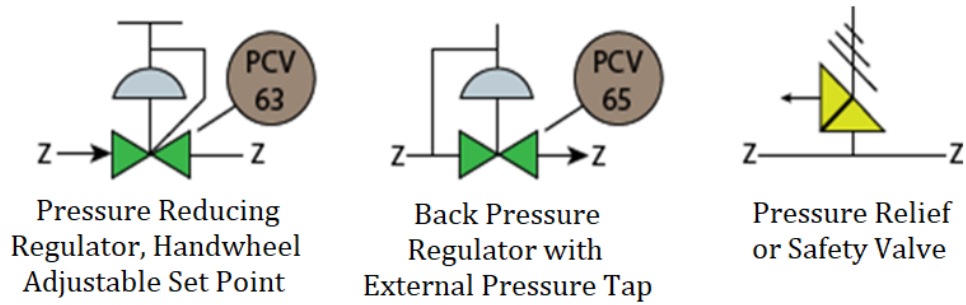 PCV
63
Z
Z
Pressure Reducing
Regulator, Handwheel
Adjustable Set Point
PCV
65
Z
Z
Back Pressure
Regulator with
External Pressure Tap
Z
Z
Pressure Relief
or Safety Valve